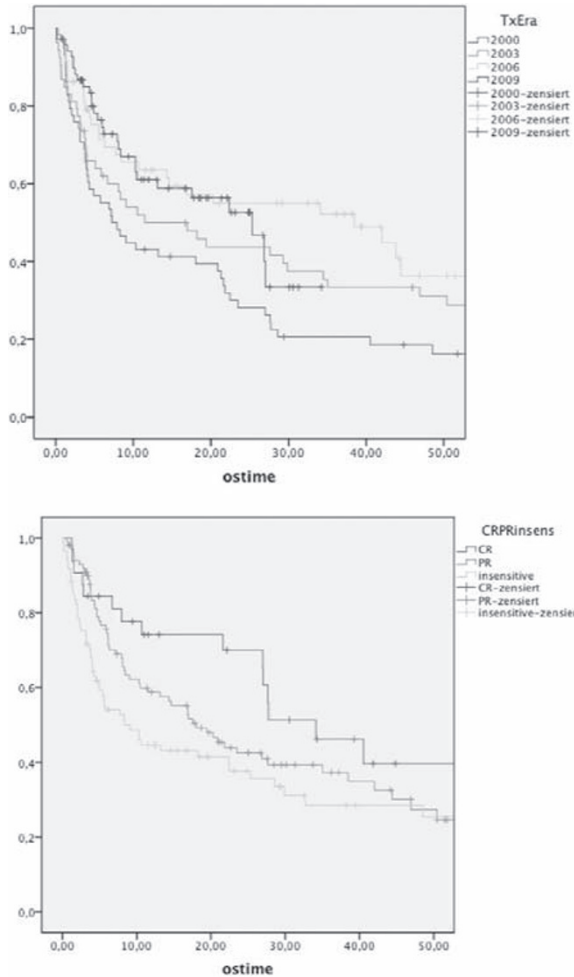 TxEra
2000
2003
2006
2009
2000-zensiert
2003-zensiert
2006-zensiert
2009-zensiert
1,0
0,8
0,6
0,4
0,2
0,0
0,00 10,00 20,00 30,00 40,00 50,00
ostime
CRPRinsens
CR
PR
insensitive
CR-zensiert
PR-zensiert
insensitive-zensiert
1,0
0,8
0,6
0,4
0,2
0,0
0,00 10,00 20,00 30,00 40,00 50,00
ostime